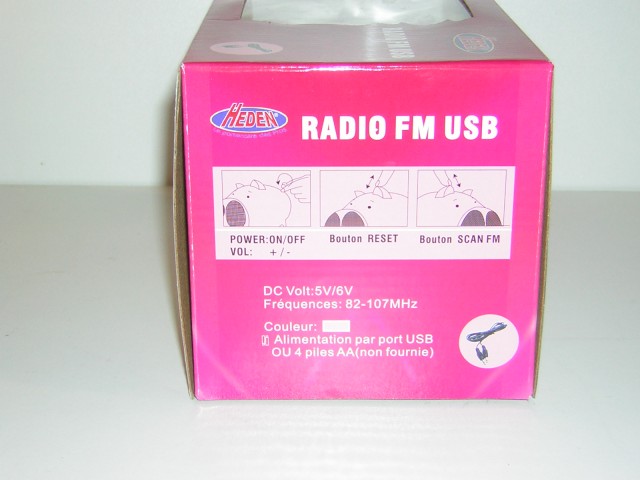 HEDEN
RADIO FM USB
POWER:ON/OFF
VOL: + / -
Bouton RESET
Bouton SCAN FM
DC Volt:5V/6V
Fréquences: 82-107MHz
Couleur:
Alimentation par port USB
OU 4 piles AA(non fournie)